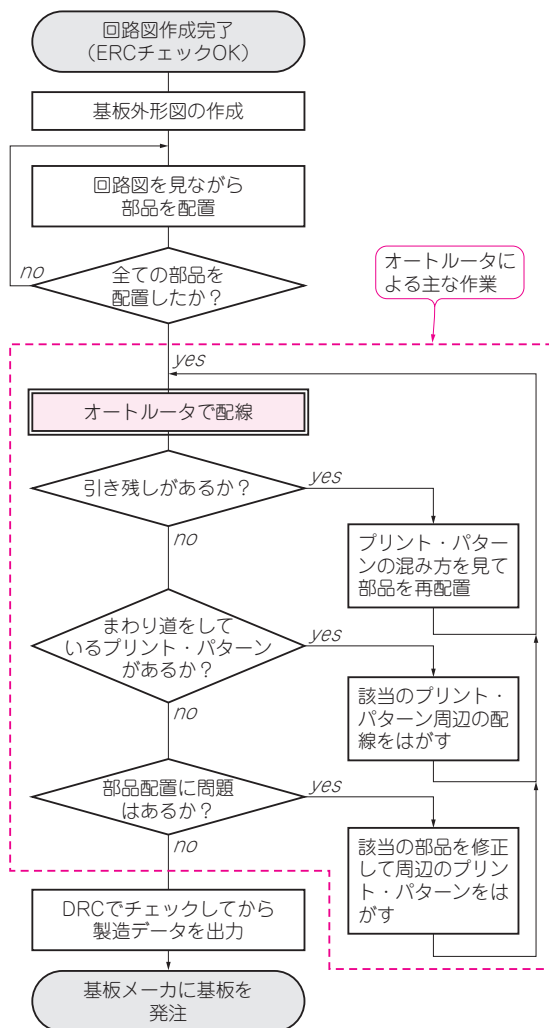 回路図作成完了
（ERCチェックOK）
基板外形図の作成
回路図を見ながら
部品を配置
no
全ての部品を
配置したか？
オートルータに
よる主な作業
yes
オートルータで配線
引き残しがあるか？
yes
no
プリント・パター
ンの混み方を見て
部品を再配置
まわり道をして
いるプリント・パターン
があるか？
yes
no
該当のプリント・
パターン周辺の配
線をはがす
部品配置に問題
はあるか？
yes
no
該当の部品を修正
して周辺のプリン
ト・パターンをは
がす
DRCでチェックしてから
製造データを出力
基板メーカに基板を
発注